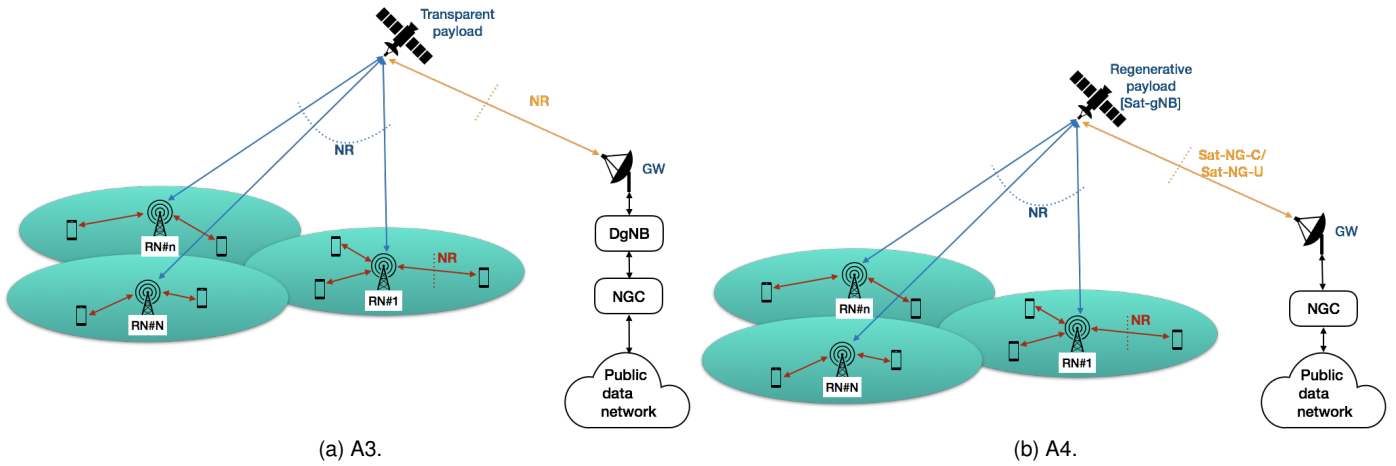 Transparent
payload
NR
NR
GW
RN#n
DgNB
NR
RN#1
NGC
RN#N
Public
data
network
(a) A3.
Regenerative
payload
[Sat-gNB]
Sat-NG-C/
Sat-NG-U
NR
GW
RN#n
NGC
NR
RN#1
RN#N
Public
data
network
(b) A4.